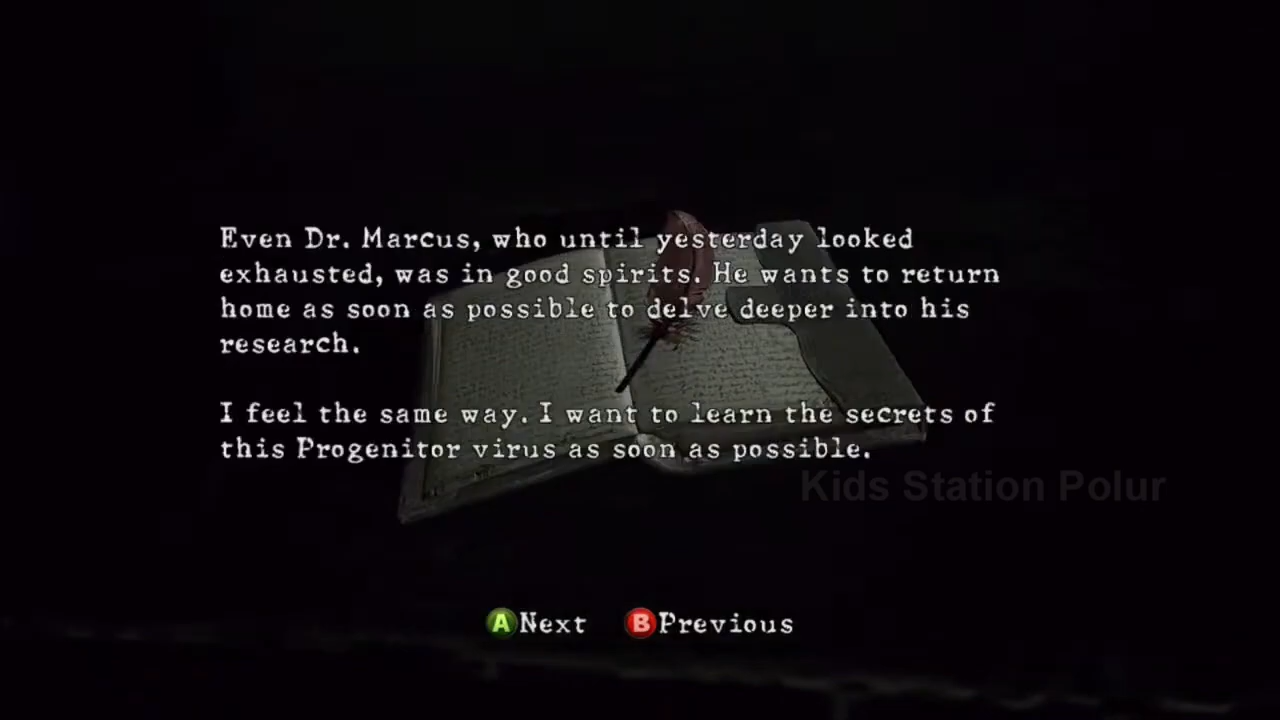 Even Dr. Marcus, who until yesterday looked
exhausted, was in good spirits. He wants to return
home as soon as possible to delve deeper into his
research.
I feel the same way. I want to learn the secrets of
this Progenitor virus as soon as possible.
Kids Station Polur
A Next B Previous